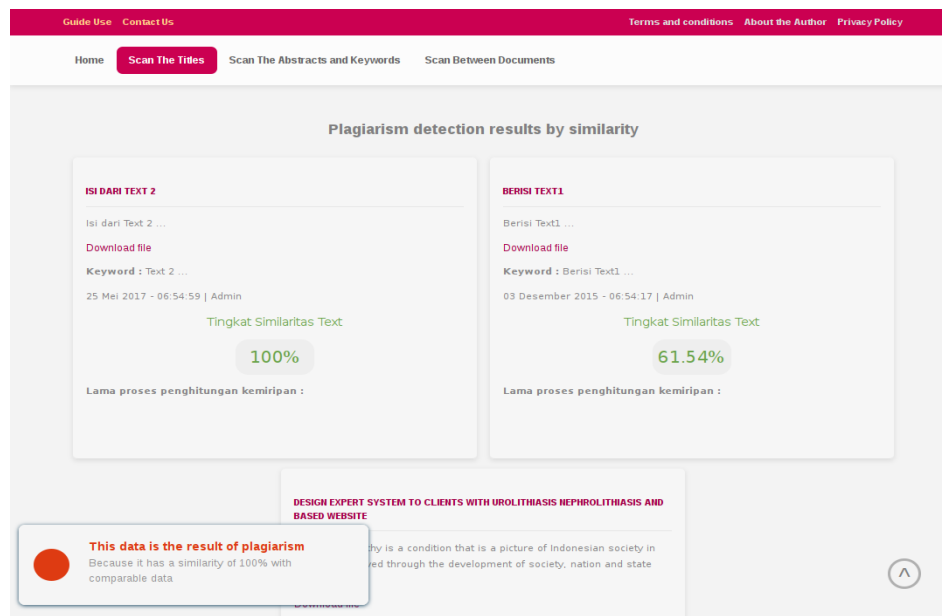 Guide Use Contact Us Terms and conditions About the Author Privacy Policy
Home Scan The Titles Scan The Abstracts and Keywords Scan Between Documents
Plagiarism detection results by similarity
ISI DARI TEXT 2
Isi dari Text 2 ...
Download file
Keyword : Text 2 ...
25 Mei 2017 - 06:54:59 | Admin
Tingkat Similaritas Text
100%
Lama proses penghitungan kemiripan :
BERISI TEXT1
Berisi Text1 ...
Download file
Keyword : Berisi Text1 ...
03 Desember 2015 - 06:54:17 | Admin
Tingkat Similaritas Text
61.54%
Lama proses penghitungan kemiripan :
DESIGN EXPERT SYSTEM TO CLIENTS WITH UROLITHIASIS NEPHROLITHIASIS AND
BASED WEBSITE
is a condition that is a picture of Indonesian society in
through the development of society, nation and state
Download file
This data is the result of plagiarism
Because it has a similarity of 100% with
comparable data
^